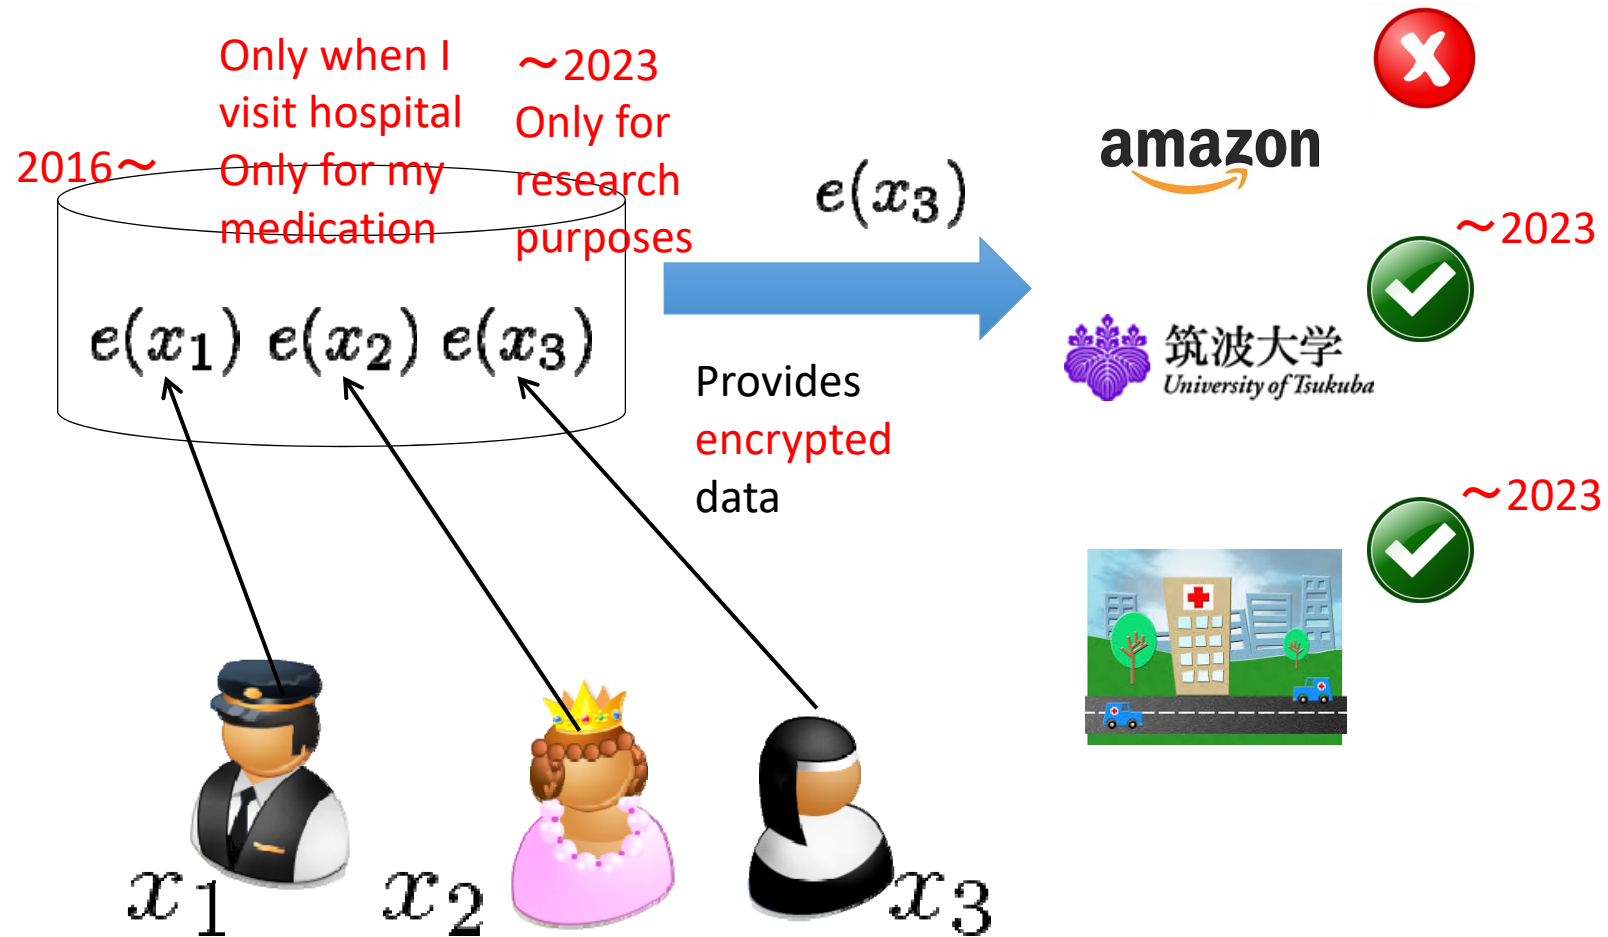 2016～
Only when I
visit hospital
Only for my
medication
～2023
Only for
research
purposes
e(x₁) e(x₂) e(x₃)
e(x₃)
Provides
encrypted
data
amazon
～2023
筑波大学
University of Tsukuba
～2023
x₁
x₂
x₃